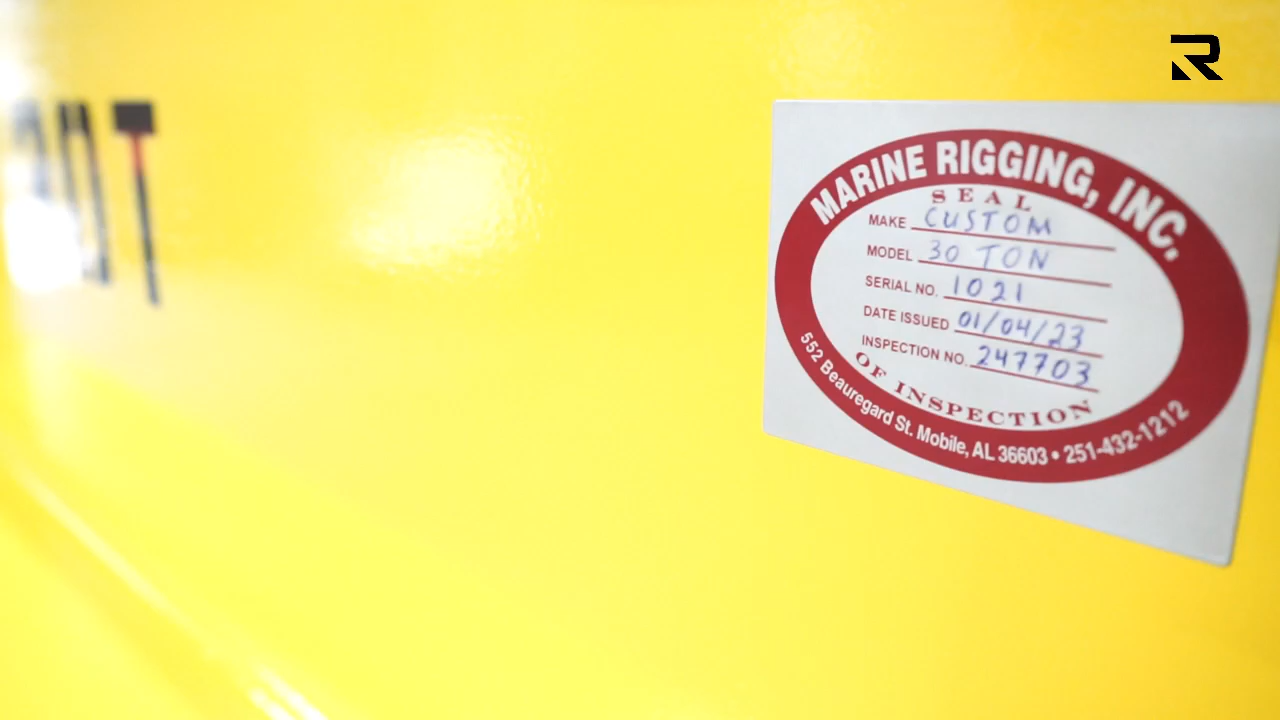 MARINE RIGGING, INC.
SEAL
MAKE CUSTOM
MODEL 30 TON
SERIAL NO. 1021
DATE ISSUED 01/04/23
INSPECTION NO. 247703
OF INSPECTION
552 Beauregard St. Mobile, AL 36603 • 251-432-1212